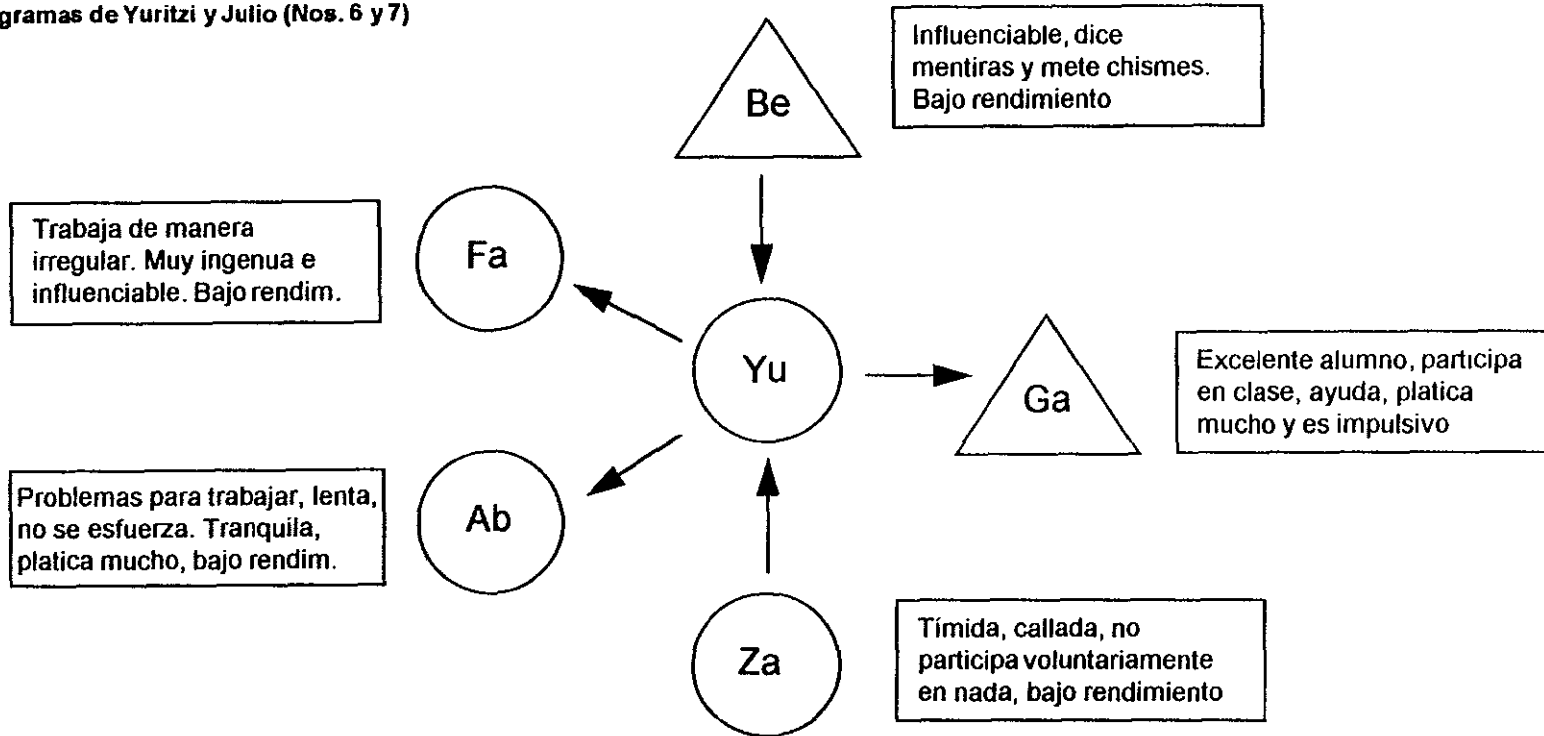 gramas de Yuritzi y Julio (Nos. 6 y 7)
Be
Influenciable, dice
mentiras y mete chismes.
Bajo rendimiento
Trabaja de manera
irregular. Muy ingenua e
influenciable. Bajo rendim.
Fa
Yu
Ga
Excelente alumno, participa
en clase, ayuda, platica
mucho y es impulsivo
Problemas para trabajar, lenta,
no se esfuerza. Tranquila,
platica mucho, bajo rendim.
Ab
Za
Tímida, callada, no
participa voluntariamente
en nada, bajo rendimiento